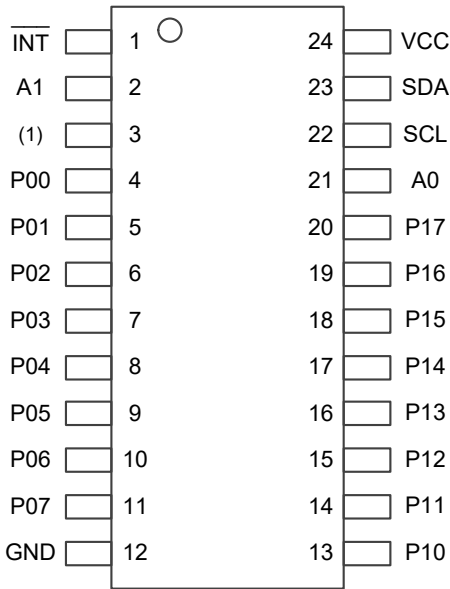 INT 1 24 VCC
A1 2 23 SDA
(1) 3 22 SCL
P00 4 21 A0
P01 5 20 P17
P02 6 19 P16
P03 7 18 P15
P04 8 17 P14
P05 9 16 P13
P06 10 15 P12
P07 11 14 P11
GND 12 13 P10